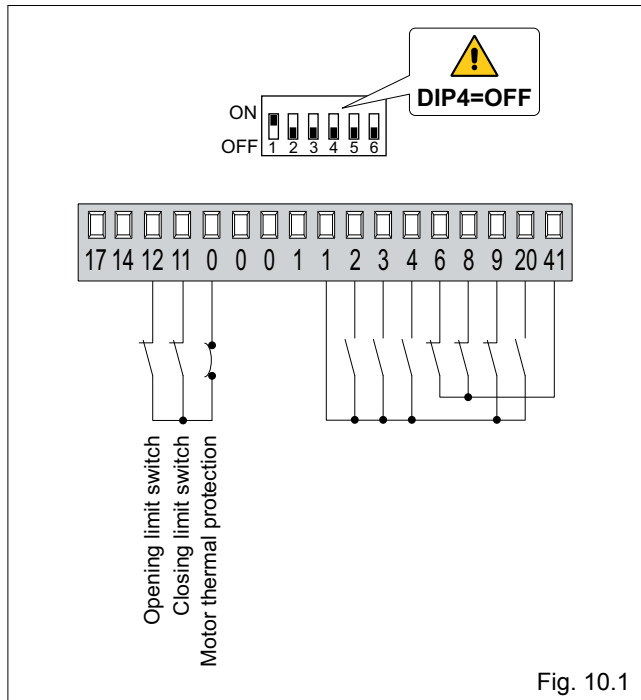 DIP4=OFF
ON
OFF
1 2 3 4 5 6
17 14 12 11 0 0 0 1 1 2 3 4 6 8 9 20 41
Opening limit switch
Closing limit switch
Motor thermal protection
Fig. 10.1